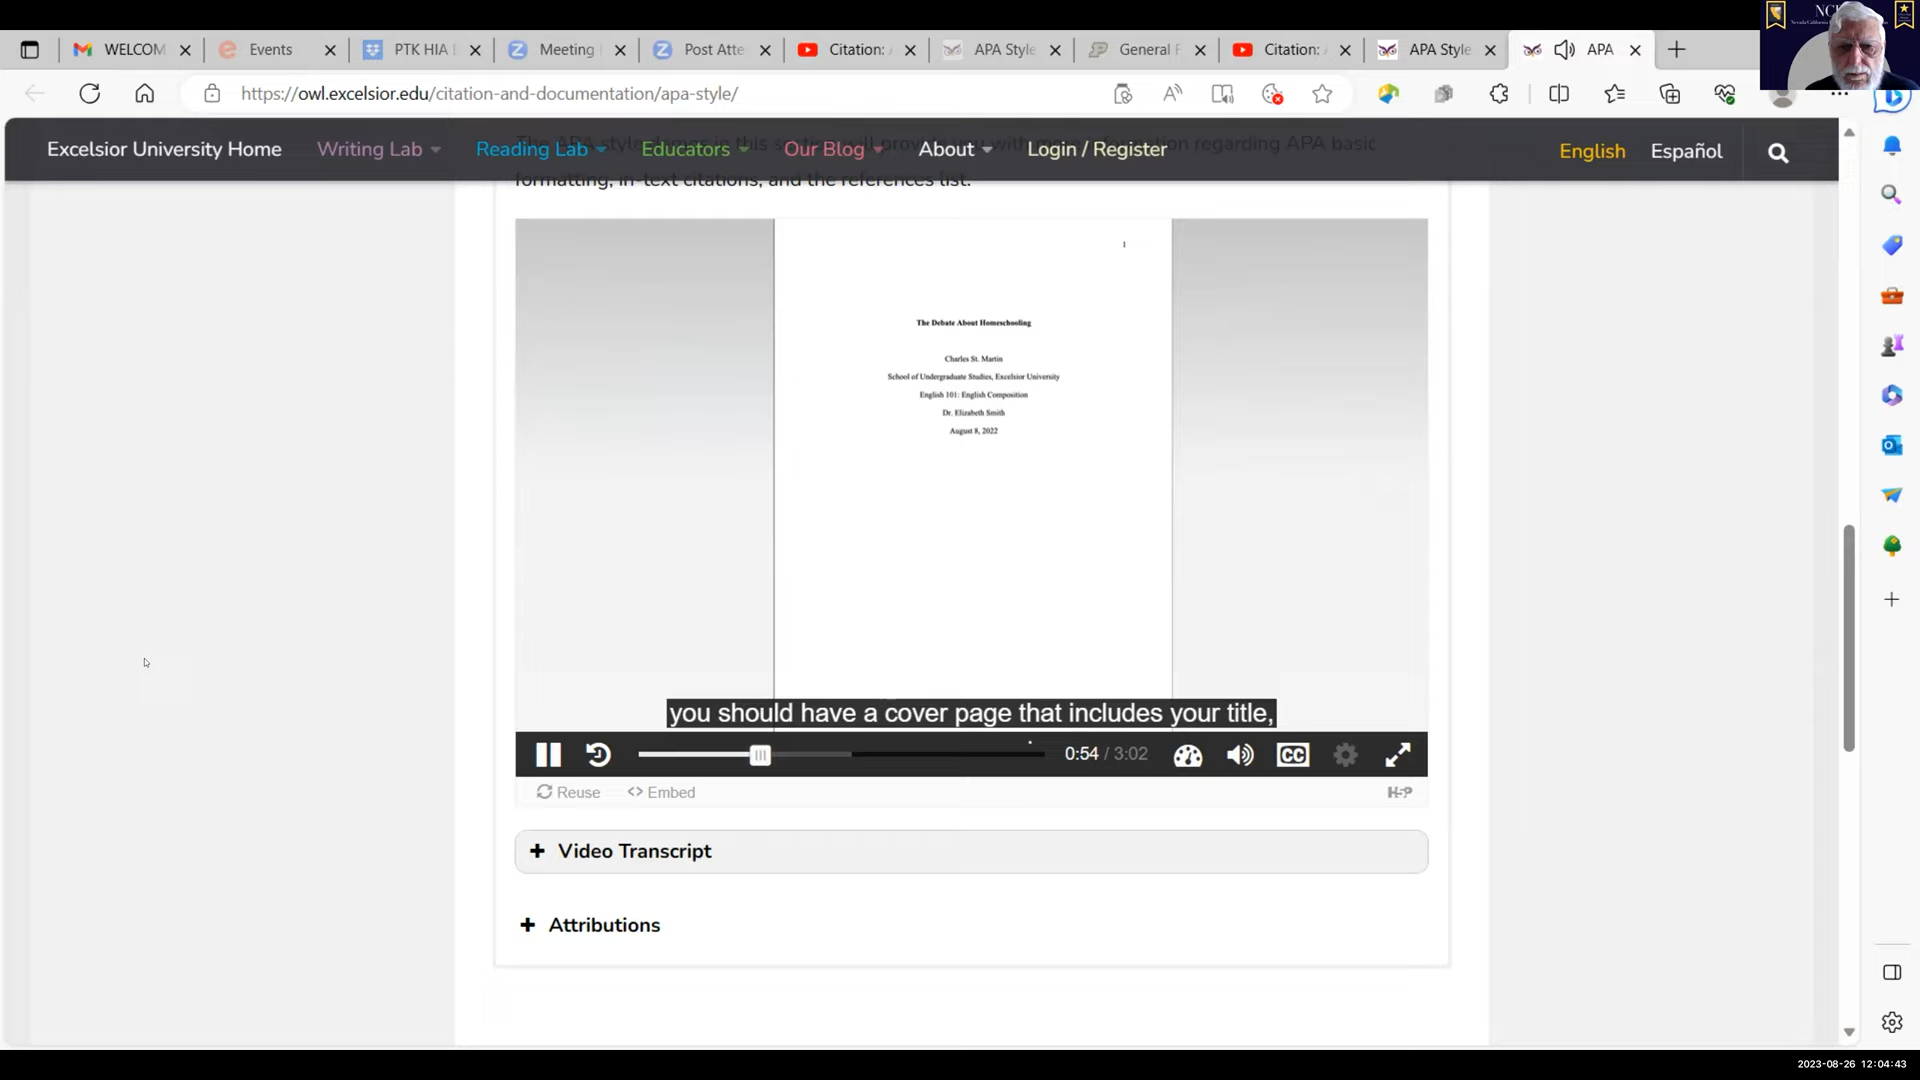 WELCOM
Events
PTK HIA
Meeting
Post Atte
Citation:
APA Style
General F
Citation:
APA Style
APA
https://owl.excelsior.edu/citation-and-documentation/apa-style/
Excelsior University Home
Writing Lab
Reading Lab
Educators
Our Blog
About
Login / Register
English
Español
formatting, in-text citations, and the references list.
1
The Debate About Homeschooling
Charles St. Martin
School of Undergraduate Studies, Excelsior University
English 101: English Composition
Dr. Elizabeth Smith
August 8, 2022
you should have a cover page that includes your title,
0:54 / 3:02
CC
Reuse
<> Embed
H5P
+ Video Transcript
+ Attributions
2023-08-26 12:04:43